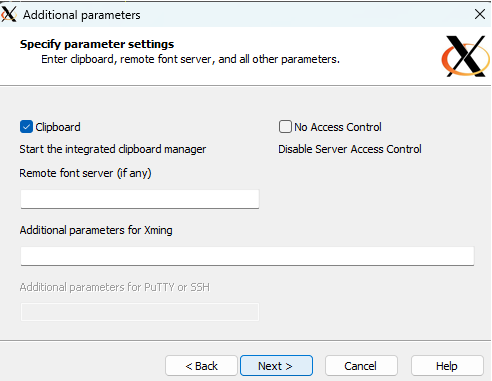 Additional parameters
Specify parameter settings
Enter clipboard, remote font server, and all other parameters.
Clipboard
No Access Control
Start the integrated clipboard manager
Disable Server Access Control
Remote font server (if any)
Additional parameters for Xming
Additional parameters for PuTTY or SSH
< Back
Next >
Cancel
Help